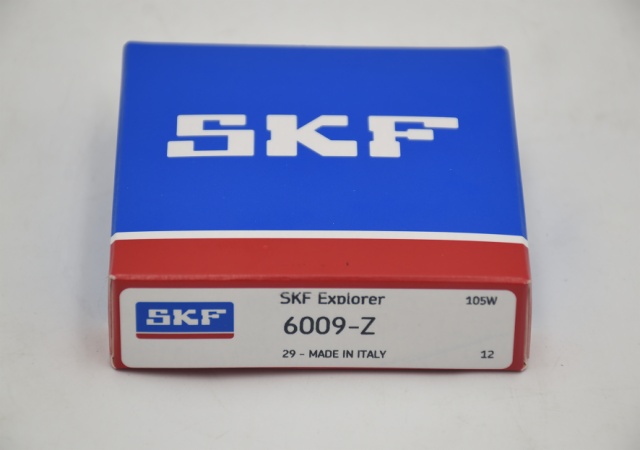 SKF
SKF Explorer 105W
SKF 6009-Z
29 - MADE IN ITALY 12